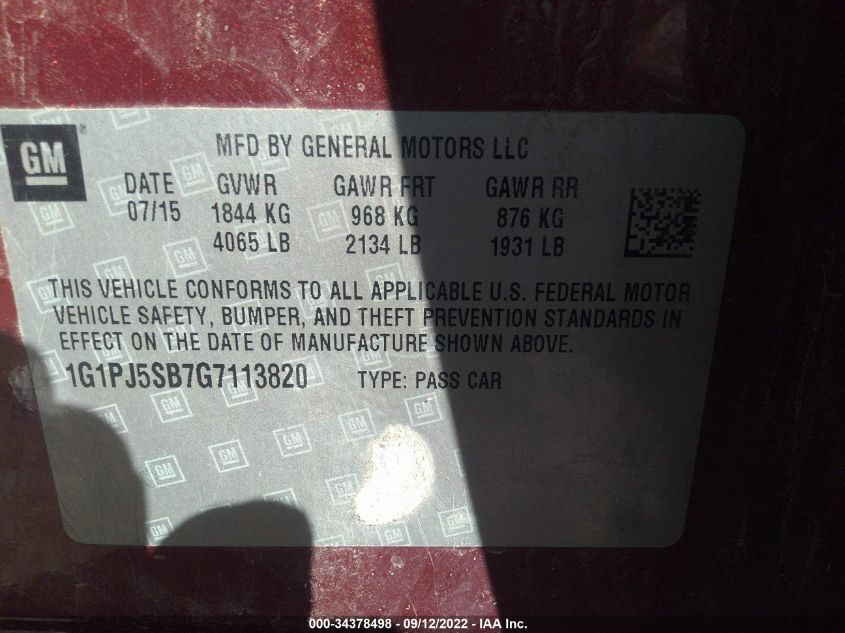 GM ®
MFD BY GENERAL MOTORS LLC
DATE GVWR GAWR FRT GAWR RR
07/15 1844 KG 968 KG 876 KG
4065 LB 2134 LB 1931 LB
THIS VEHICLE CONFORMS TO ALL APPLICABLE U.S. FEDERAL MOTOR
VEHICLE SAFETY, BUMPER, AND THEFT PREVENTION STANDARDS IN
EFFECT ON THE DATE OF MANUFACTURE SHOWN ABOVE.
1G1PJ5SB7G7113820 TYPE: PASS CAR
000-34378498 - 09/12/2022 - IAA Inc.